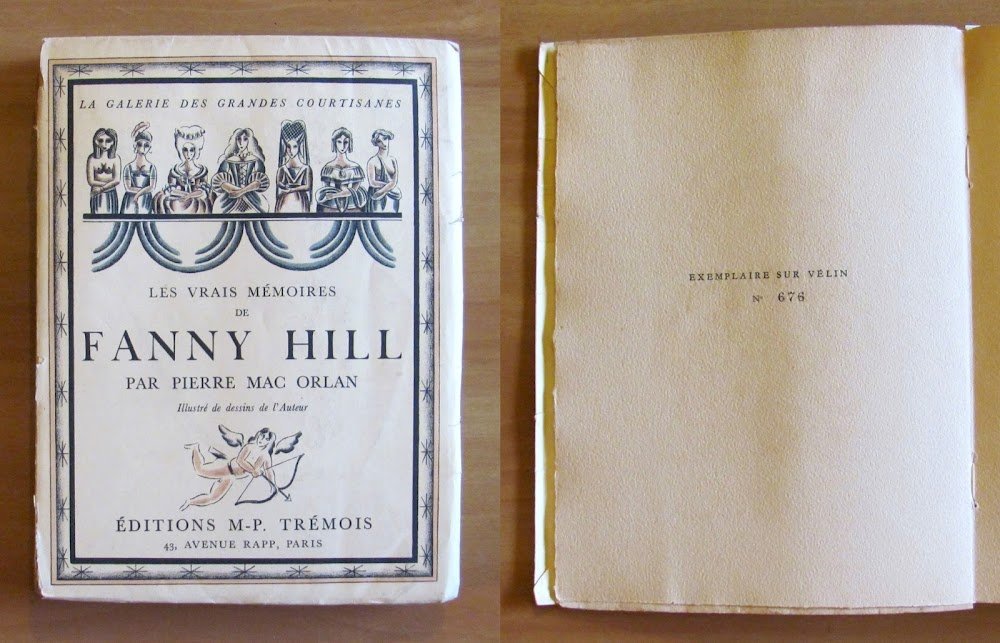 LA GALERIE DES GRANDES COURTISANES
LES VRAIS MÉMOIRES
DE
FANNY HILL
PAR PIERRE MAC ORLAN
Illustré de dessins de l'Auteur
ÉDITIONS M-P. TRÉMOIS
43, AVENUE RAPP, PARIS
EXEMPLAIRE SUR VÉLIN
N° 676